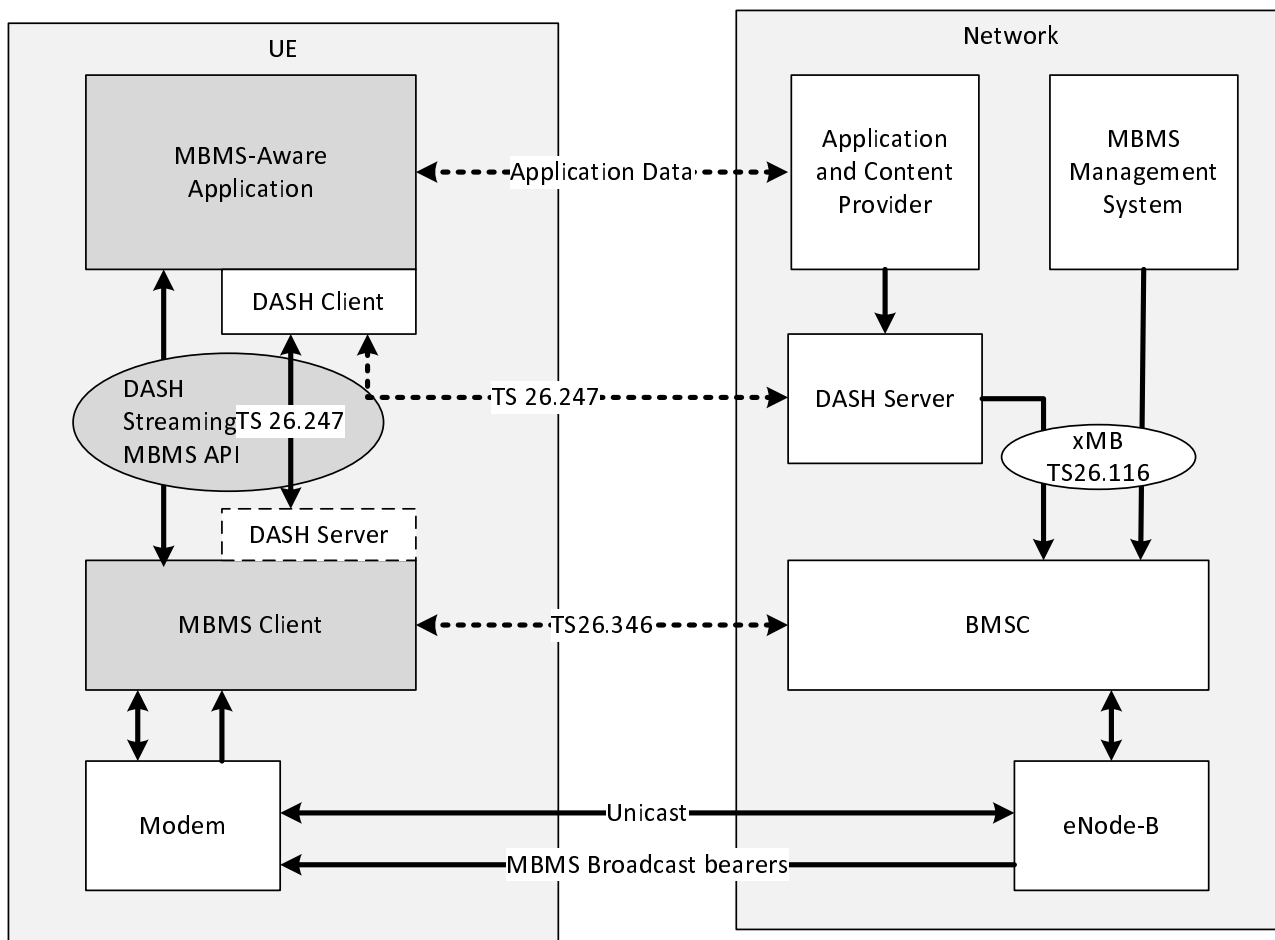 UE
Network
MBMS-Aware
Application
Application Data
Application
and Content
Provider
MBMS
Management
System
DASH Client
DASH
Streaming
MBMS API
TS 26.247
TS 26.247
DASH Server
xMB
TS26.116
DASH Server
MBMS Client
TS26.346
BMSC
Modem
Unicast
eNode-B
MBMS Broadcast bearers